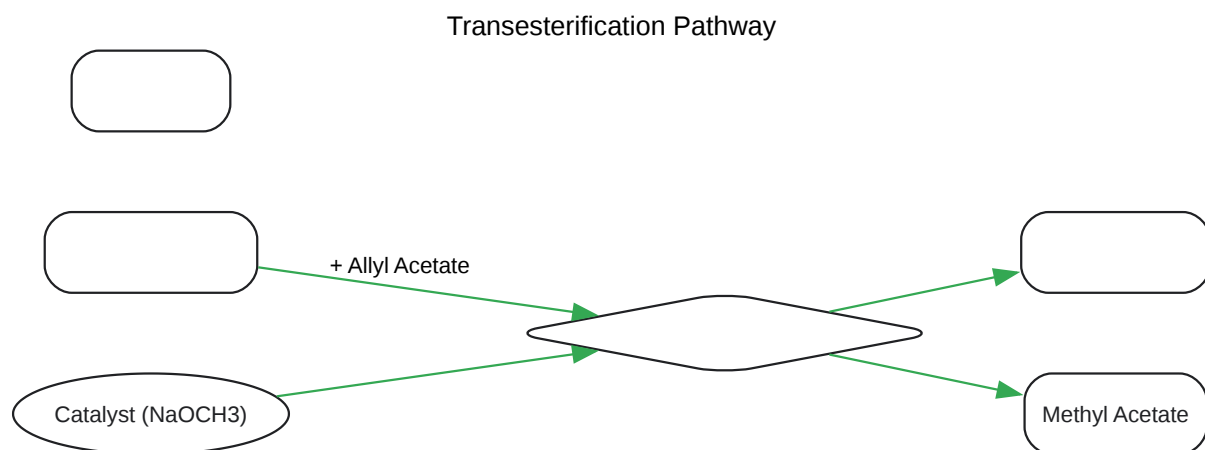 Transesterification Pathway
+ Allyl Acetate
Catalyst (NaOCH3)
Methyl Acetate